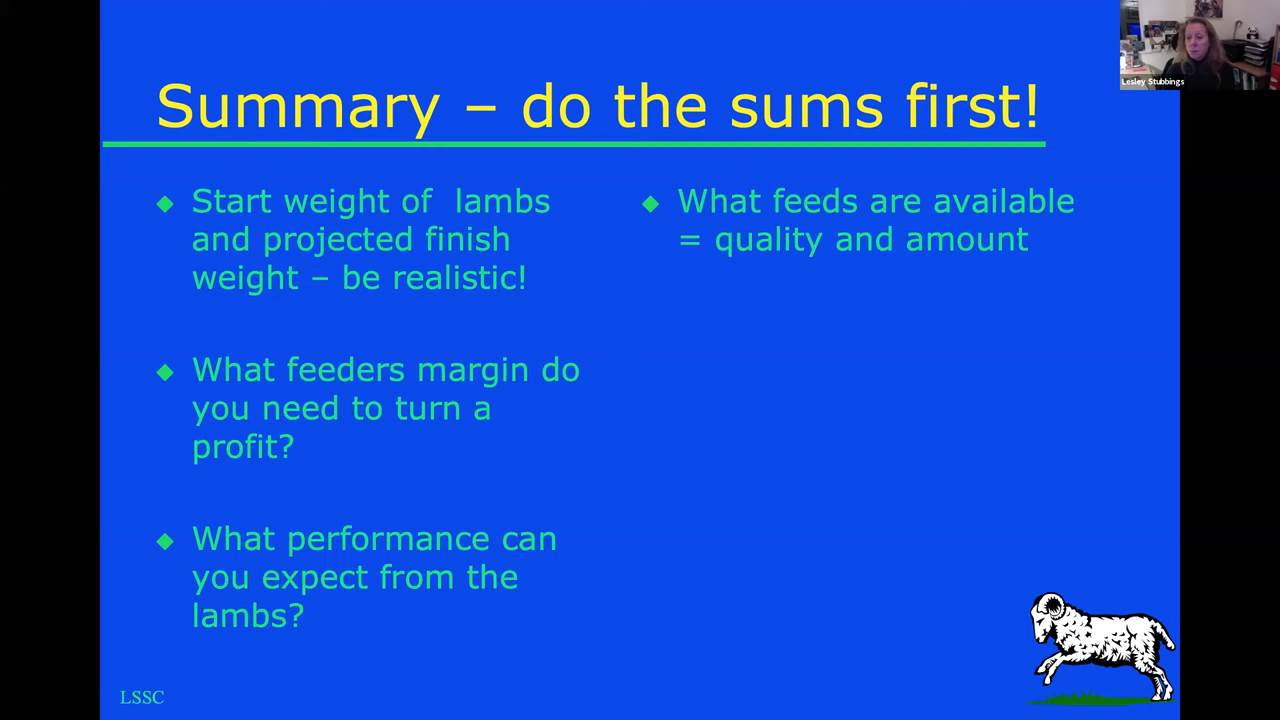 Lesley Stubbings
Summary – do the sums first!
◆ Start weight of lambs
and projected finish
weight – be realistic!
◆ What feeders margin do
you need to turn a
profit?
◆ What performance can
you expect from the
lambs?
◆ What feeds are available
= quality and amount
LSSC